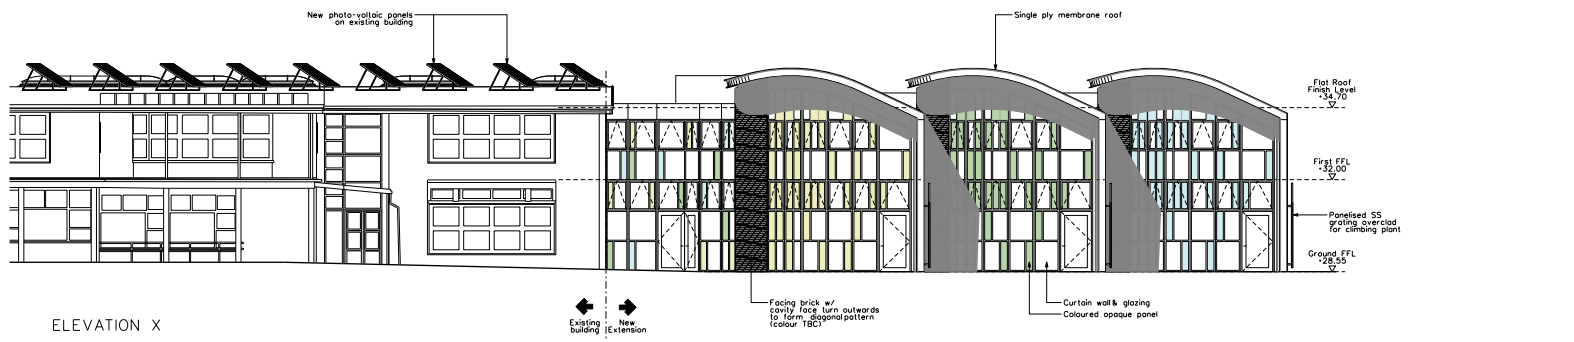 New photo-voltaic panels
on existing building
Single ply membrane roof
Flat Roof
Finish Level
+34.70
First FFL
+32.00
Panelised SS
grating overclad
for climbing plant
Ground FFL
+28.55
Facing brick w/
cavity face turn outwards
to form diagonal pattern
(colour TBC)
Curtain wall & glazing
Coloured opaque panel
Existing
building
New
Extension
ELEVATION X